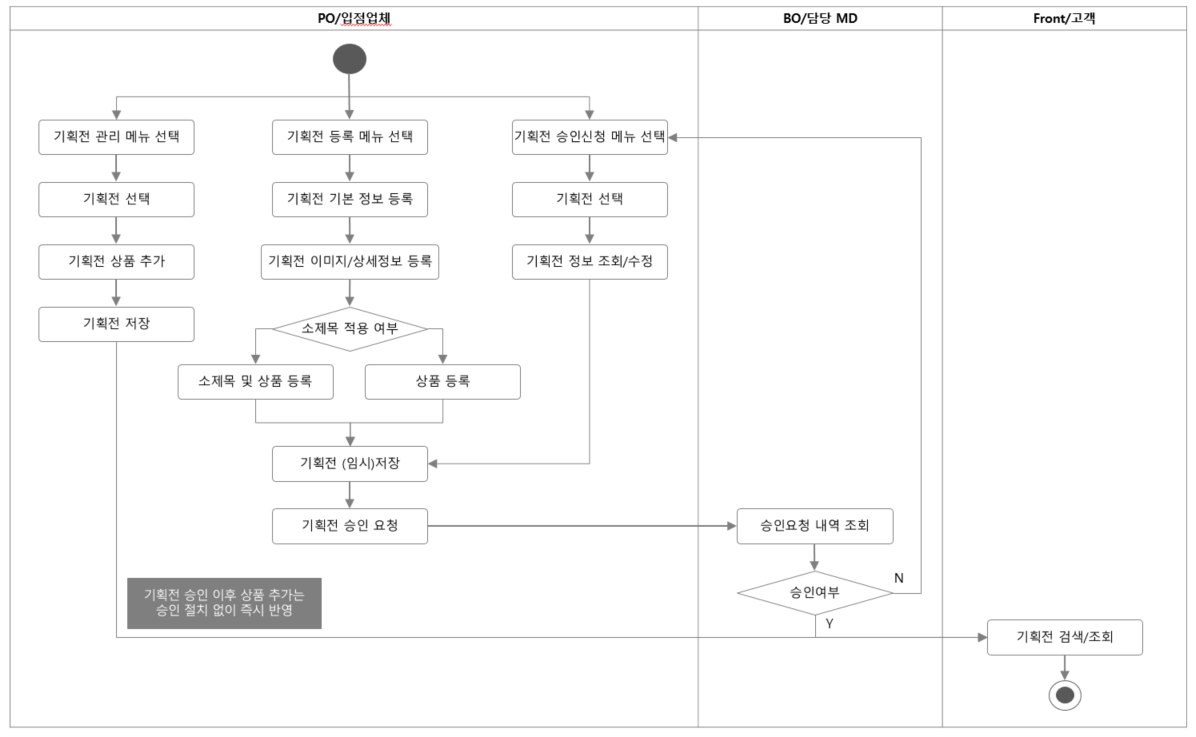 PO/입점업체
BO/담당 MD
Front/고객
기획전 관리 메뉴 선택
기획전 등록 메뉴 선택
기획전 승인신청 메뉴 선택
기획전 선택
기획전 기본 정보 등록
기획전 선택
기획전 상품 추가
기획전 이미지/상세정보 등록
기획전 정보 조회/수정
기획전 저장
소제목 적용 여부
소제목 및 상품 등록
상품 등록
기획전 (임시)저장
기획전 승인 요청
승인요청 내역 조회
N
승인여부
Y
기획전 승인 이후 상품 추가는
승인 절치 없이 즉시 반영
기획전 검색/조회